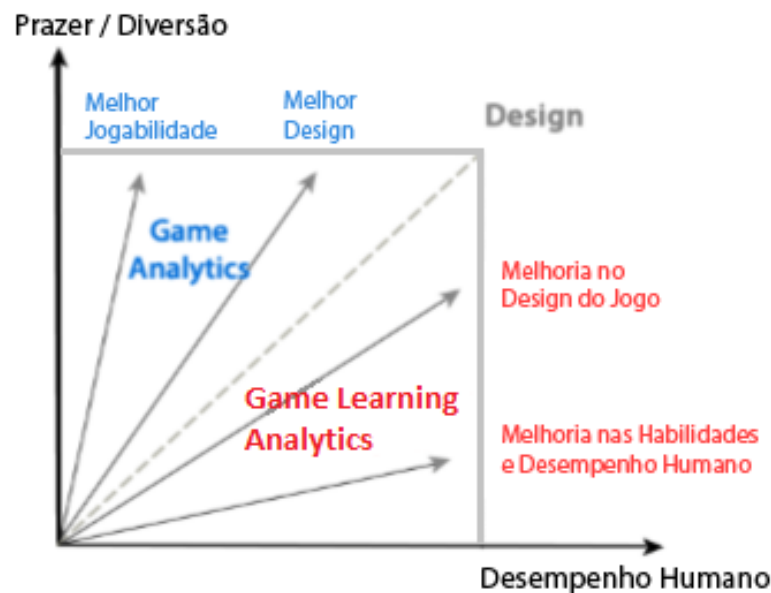 Prazer / Diversão
Melhor
Jogabilidade
Melhor
Design
Design
Game
Analytics
Melhoria no
Design do Jogo
Game Learning
Analytics
Melhoria nas Habilidades
e Desempenho Humano
Desempenho Humano